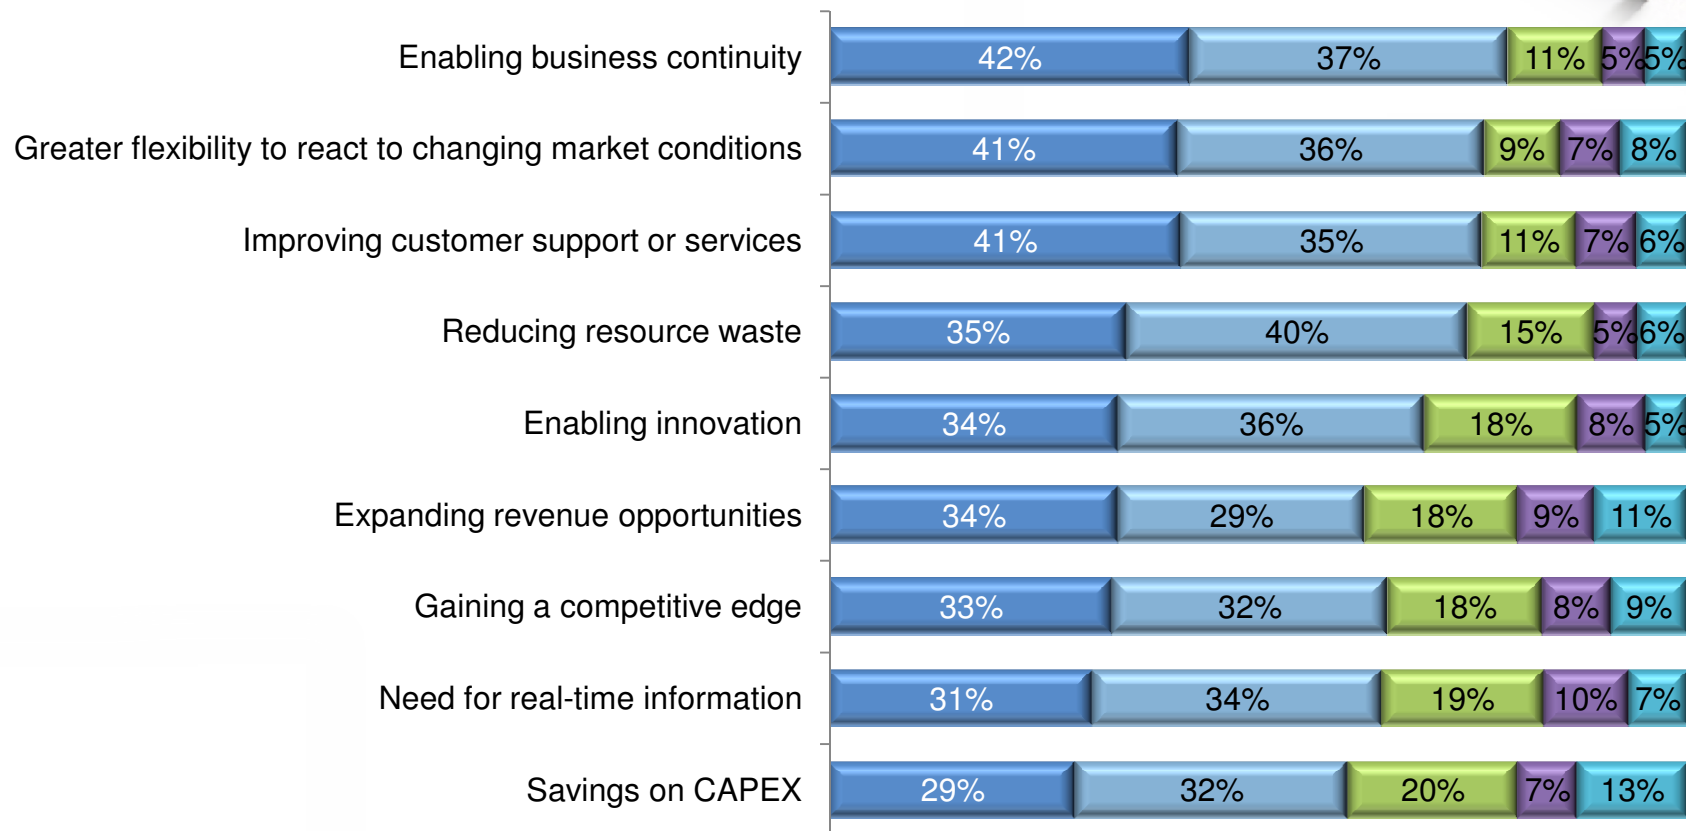 Enabling business continuity 42% 37% 11% 5% 5%
Greater flexibility to react to changing market conditions 41% 36% 9% 7% 8%
Improving customer support or services 41% 35% 11% 7% 6%
Reducing resource waste 35% 40% 15% 5% 6%
Enabling innovation 34% 36% 18% 8% 5%
Expanding revenue opportunities 34% 29% 18% 9% 11%
Gaining a competitive edge 33% 32% 18% 8% 9%
Need for real-time information 31% 34% 19% 10% 7%
Savings on CAPEX 29% 32% 20% 7% 13%